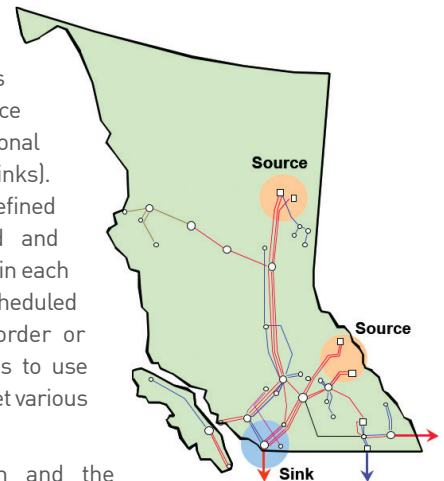 s
ce
onal
inks).
efined
d and
in each
heduled
order or
s to use
et various
n and the
Source
Source
Sink